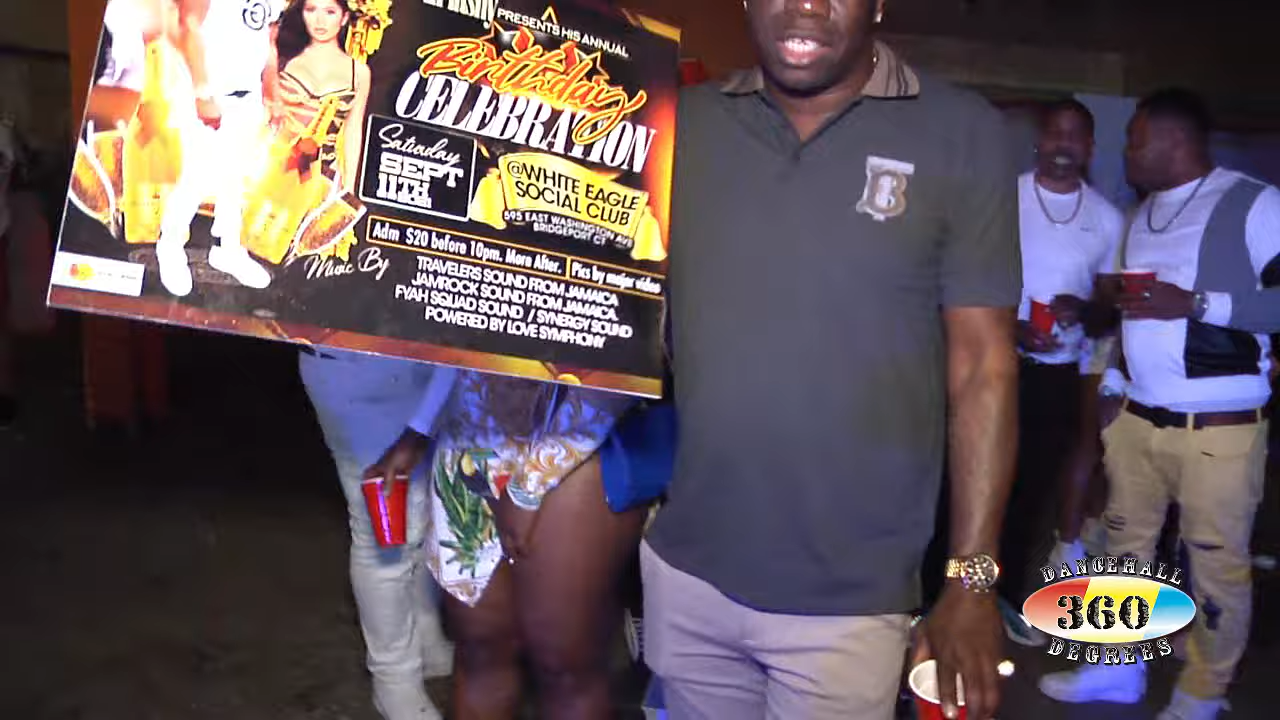 PRESENTS HIS ANNUAL
Birthday
CELEBRATION
Saturday
SEPT
11TH
@WHITE EAGLE
SOCIAL CLUB
595 EAST WASHINGTON AVE
BRIDGEPORT CT
Adm $20 before 10pm. More After. Pics by major video
Music By
TRAVELERS SOUND FROM JAMAICA
JAMROCK SOUND FROM JAMAICA
FYAH SQUAD SOUND / SYNERGY SOUND
POWERED BY LOVE SYMPHONY
B
DANCEHALL
360
DEGREES